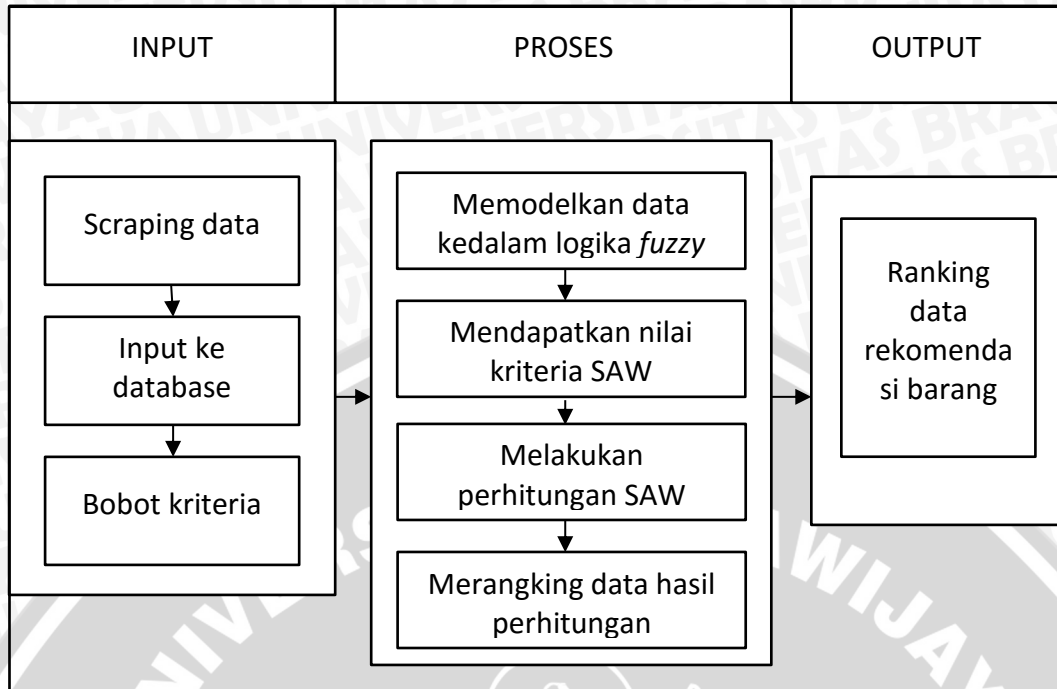 INPUT
PROSES
OUTPUT
Scraping data
Input ke
database
Bobot kriteria
Memodelkan data
kedalam logika fuzzy
Mendapatkan nilai
kriteria SAW
Melakukan
perhitungan SAW
Merangking data hasil
perhitungan
Ranking
data
rekomenda
si barang